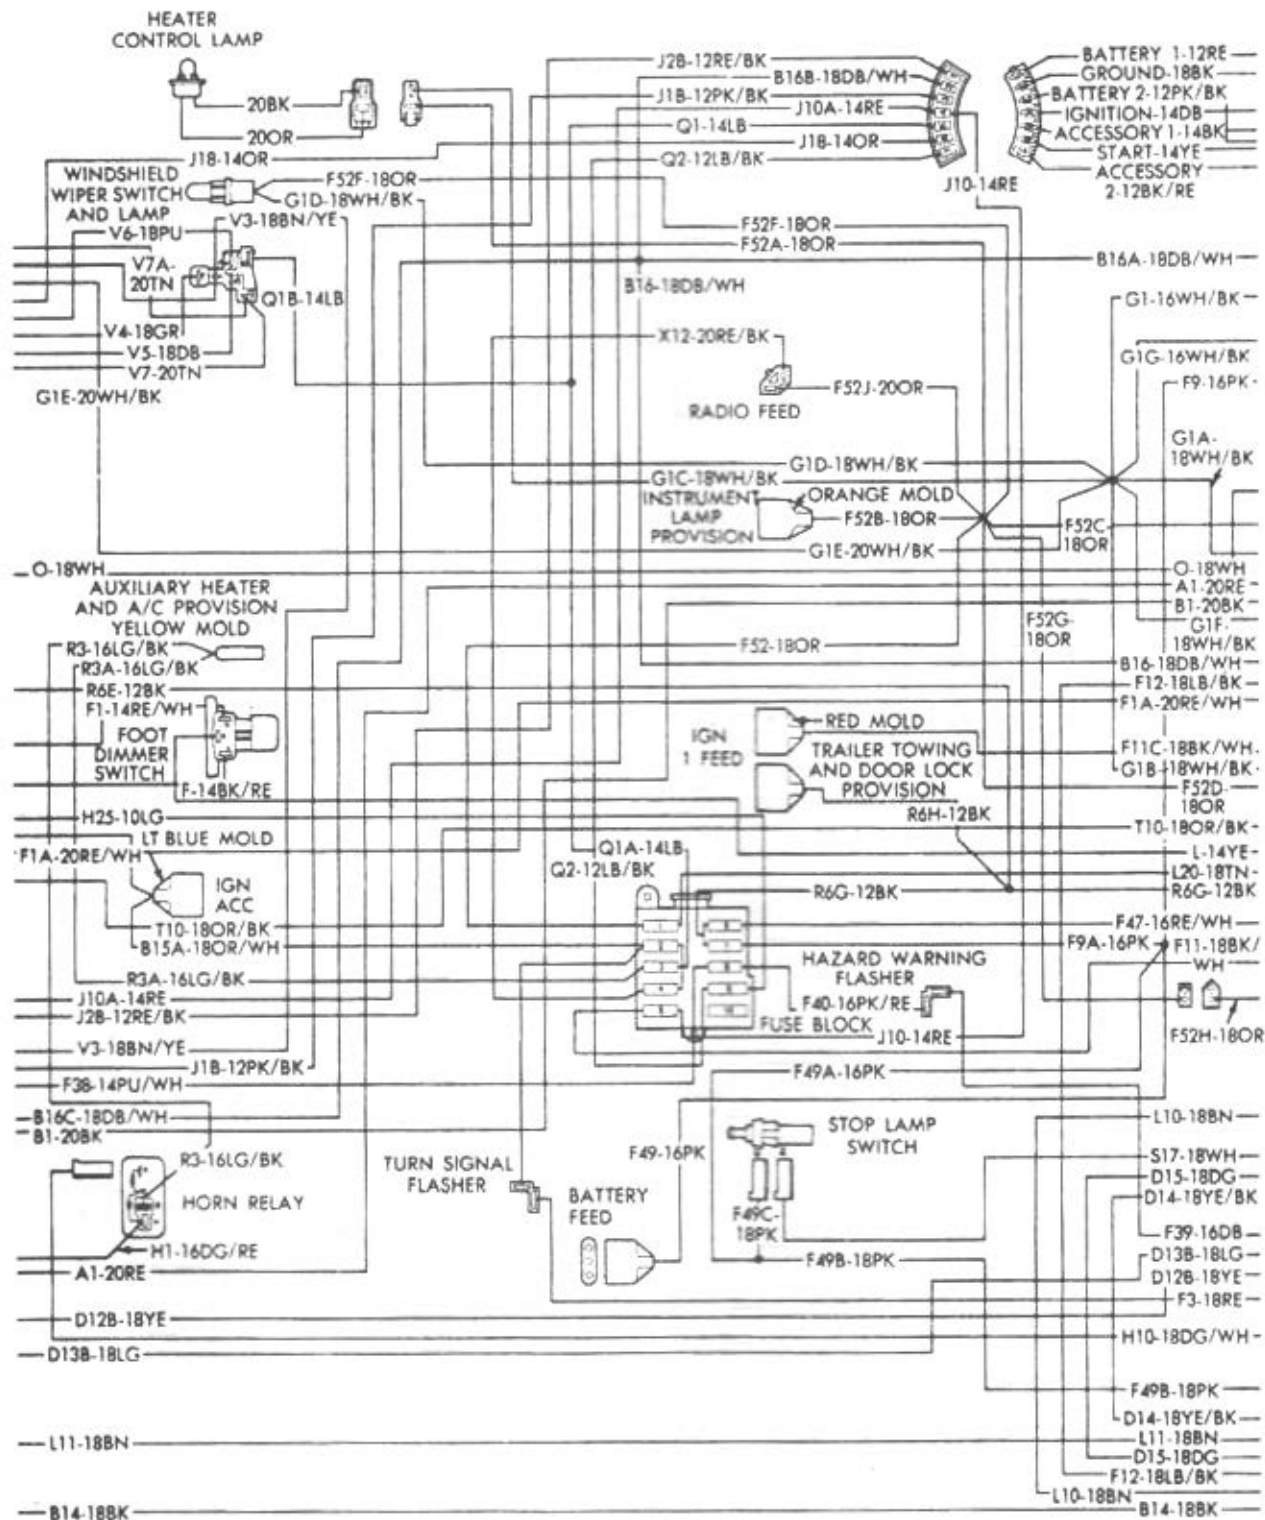 HEATER
CONTROL LAMP
20BK
20OR
J18-14OR
J2B-12RE/BK
B16B-18DB/WH
J1B-12PK/BK
J10A-14RE
Q1-14LB
J18-14OR
Q2-12LB/BK
J10-14RE
BATTERY 1-12RE
GROUND-18BK
BATTERY 2-12PK/BK
IGNITION-14DB
ACCESSORY 1-14BK
START-14YE
ACCESSORY
2-12BK/RE
WINDSHIELD
WIPER SWITCH
AND LAMP
F52F-18OR
G1D-18WH/BK
V3-18BN/YE
V6-18PU
V7A-
20TN
Q1B-14LB
V4-18GR
V5-18DB
V7-20TN
G1E-20WH/BK
F52F-18OR
F52A-18OR
B16-18DB/WH
B16A-18DB/WH
G1-16WH/BK
X12-20RE/BK
G1G-16WH/BK
F9-16PK
F52J-20OR
RADIO FEED
G1A-
18WH/BK
G1D-18WH/BK
G1C-18WH/BK
INSTRUMENT
LAMP
PROVISION
ORANGE MOLD
F52B-18OR
F52C-
18OR
G1E-20WH/BK
O-18WH
O-18WH
A1-20RE
B1-20BK
G1F-
18WH/BK
AUXILIARY HEATER
AND A/C PROVISION
YELLOW MOLD
R3-16LG/BK
R3A-16LG/BK
F52G-
18OR
F52-18OR
B16-18DB/WH
F12-18LB/BK
F1A-20RE/WH
R6E-12BK
F1-14RE/WH
FOOT
DIMMER
SWITCH
F-14BK/RE
IGN
1 FEED
RED MOLD
TRAILER TOWING
AND DOOR LOCK
PROVISION
R6H-12BK
F11C-18BK/WH
G1B-18WH/BK
F52D-
18OR
H25-10LG
LT BLUE MOLD
F1A-20RE/WH
T10-18OR/BK
L-14YE
L20-18TN
R6G-12BK
Q1A-14LB
Q2-12LB/BK
R6G-12BK
IGN
ACC
T10-18OR/BK
B15A-18OR/WH
R3A-16LG/BK
F47-16RE/WH
F9A-16PK
F11-18BK/
WH
HAZARD WARNING
FLASHER
F40-16PK/RE
FUSE BLOCK
J10-14RE
F52H-18OR
J10A-14RE
J2B-12RE/BK
V3-18BN/YE
J1B-12PK/BK
F38-14PU/WH
F49A-16PK
B16C-18DB/WH
B1-20BK
L10-18BN
STOP LAMP
SWITCH
F49-16PK
S17-18WH
D15-18DG
D14-18YE/BK
R3-16LG/BK
HORN RELAY
H1-16DG/RE
A1-20RE
TURN SIGNAL
FLASHER
BATTERY
FEED
F49C-
18PK
F49B-18PK
F39-16DB
D13B-18LG
D12B-18YE
F3-18RE
D12B-18YE
H10-18DG/WH
D13B-18LG
F49B-18PK
D14-18YE/BK
L11-18BN
L11-18BN
D15-18DG
F12-18LB/BK
L10-18BN
B14-18BK
B14-18BK